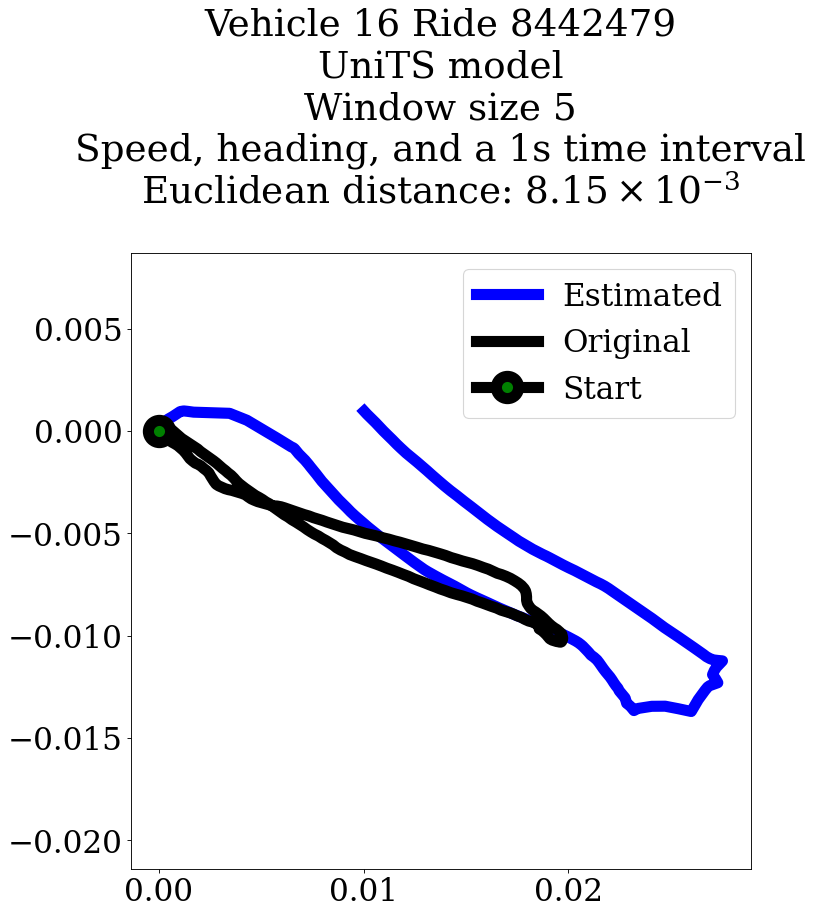 Vehicle 16 Ride 8442479
UniTS model
Window size 5
Speed, heading, and a 1s time interval
Euclidean distance: 8.15 × 10⁻³
Estimated
Original
Start
0.005
0.000
−0.005
−0.010
−0.015
−0.020
0.00 0.01 0.02